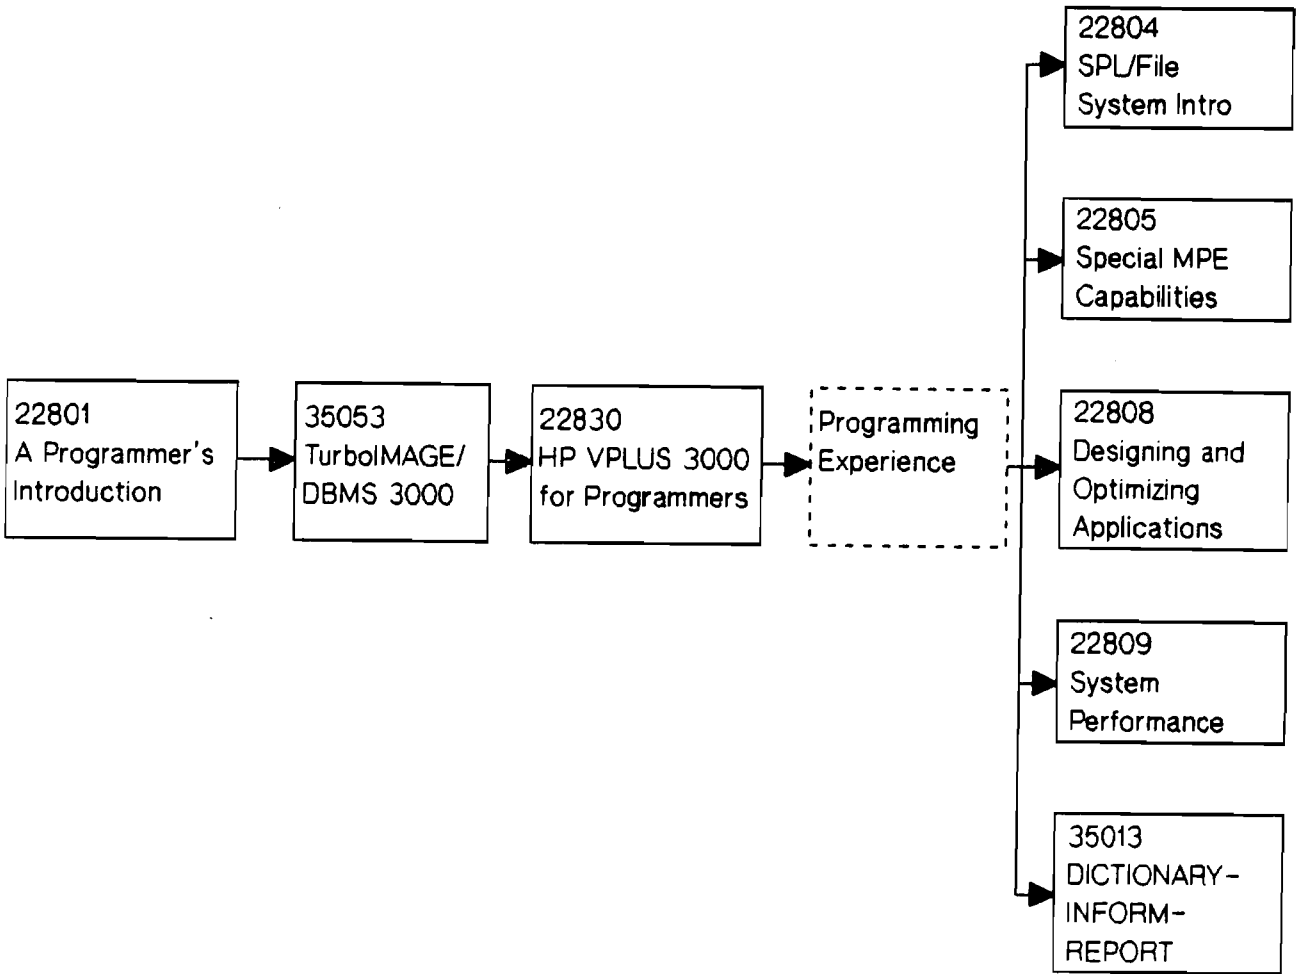 22804
SPL/File
System Intro
22805
Special MPE
Capabilities
22801
A Programmer's
Introduction
35053
TurboIMAGE/
DBMS 3000
22830
HP VPLUS 3000
for Programmers
Programming
Experience
22808
Designing and
Optimizing
Applications
22809
System
Performance
35013
DICTIONARY-
INFORM-
REPORT